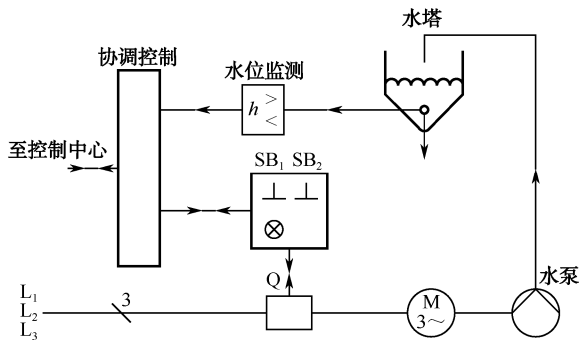 水塔
协调控制
水位监测
h > <
至控制中心
SB₁ SB₂
Q
水泵
L₁
L₂
L₃
3
M
3~